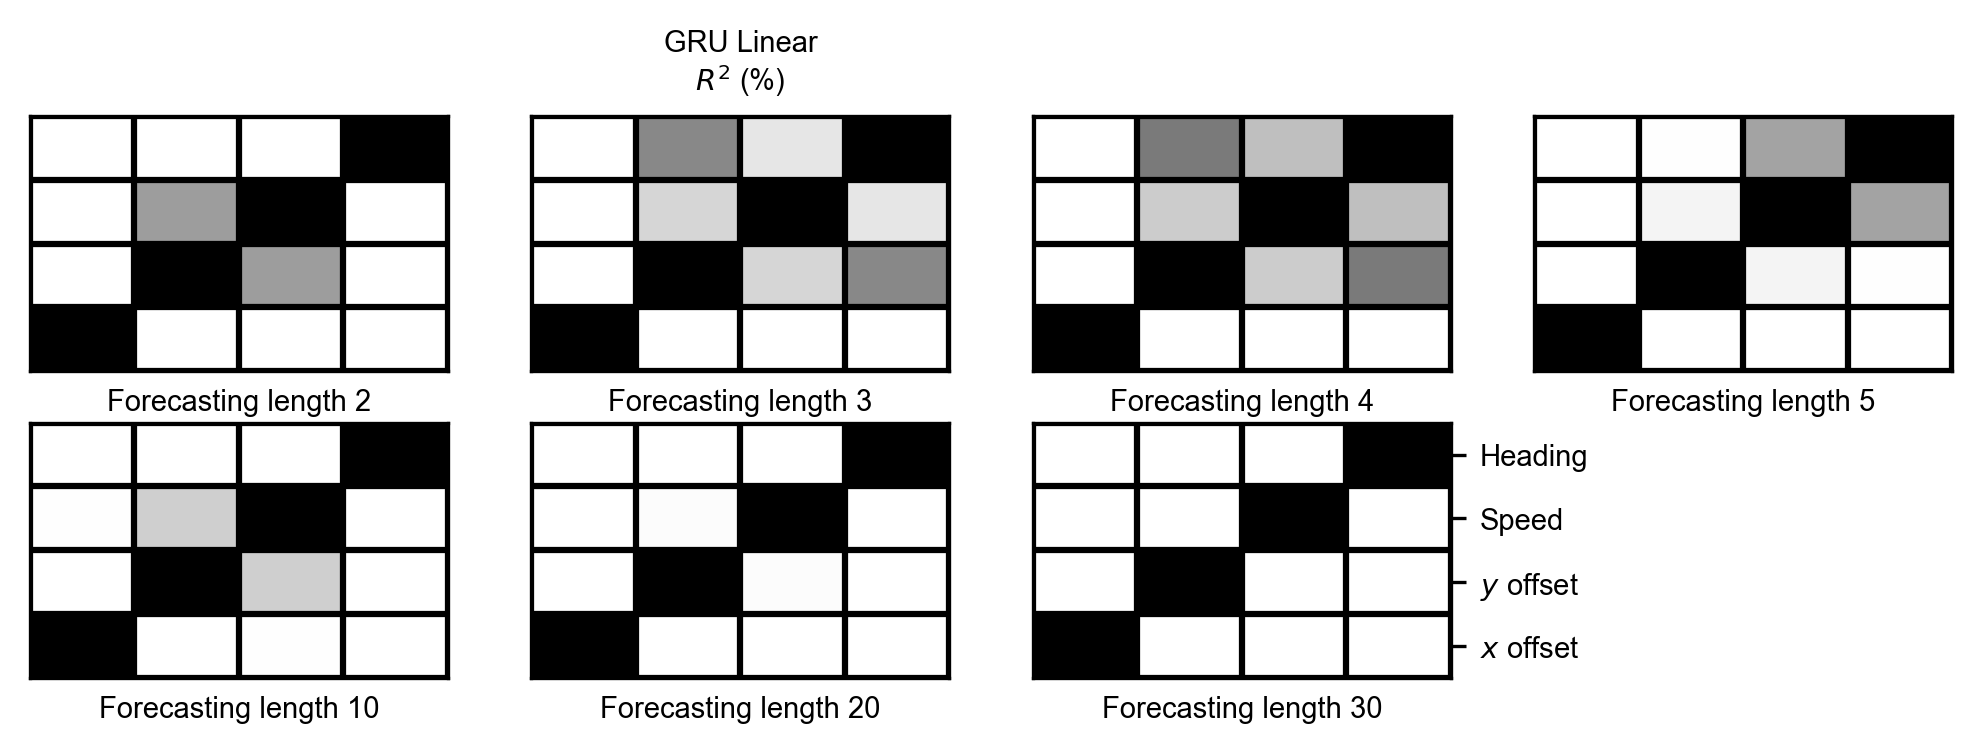 GRU Linear
R² (%)
Forecasting length 2
Forecasting length 3
Forecasting length 4
Forecasting length 5
Heading
Speed
y offset
x offset
Forecasting length 10
Forecasting length 20
Forecasting length 30